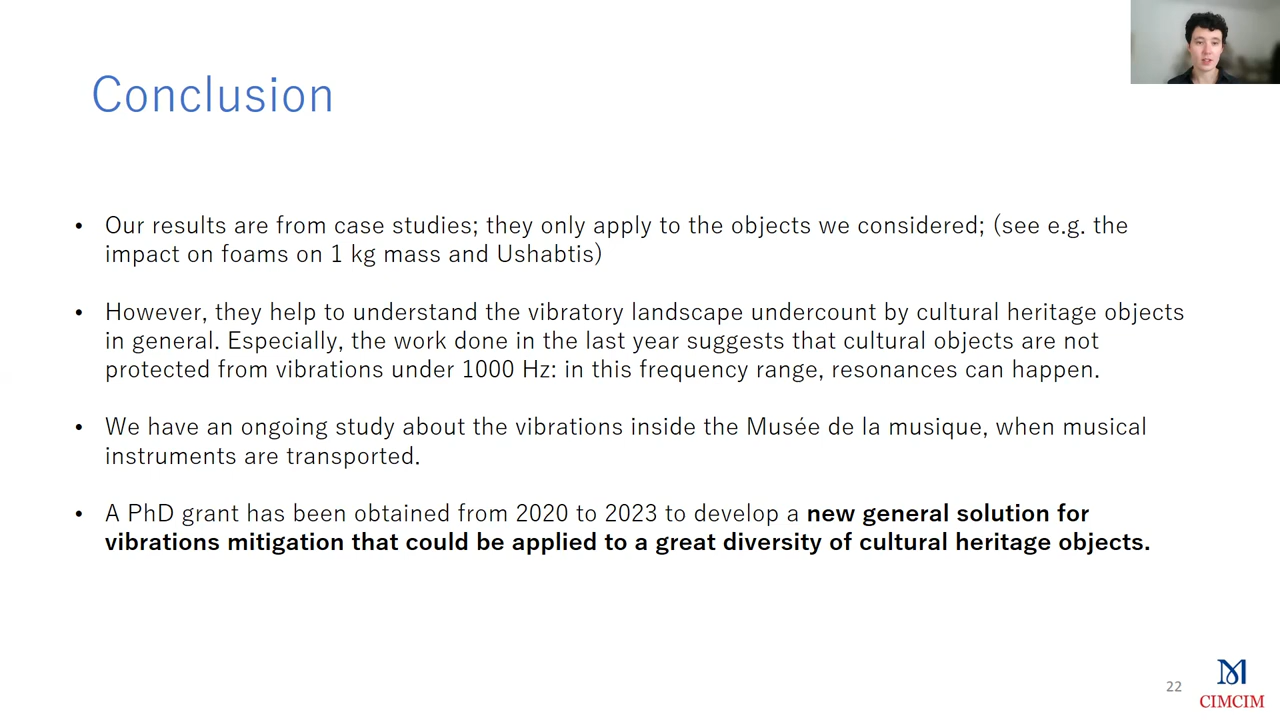 Conclusion
• Our results are from case studies; they only apply to the objects we considered; (see e.g. the
impact on foams on 1 kg mass and Ushabtis)
• However, they help to understand the vibratory landscape undercount by cultural heritage objects
in general. Especially, the work done in the last year suggests that cultural objects are not
protected from vibrations under 1000 Hz: in this frequency range, resonances can happen.
• We have an ongoing study about the vibrations inside the Musée de la musique, when musical
instruments are transported.
• A PhD grant has been obtained from 2020 to 2023 to develop a new general solution for
vibrations mitigation that could be applied to a great diversity of cultural heritage objects.
22
CIMCIM